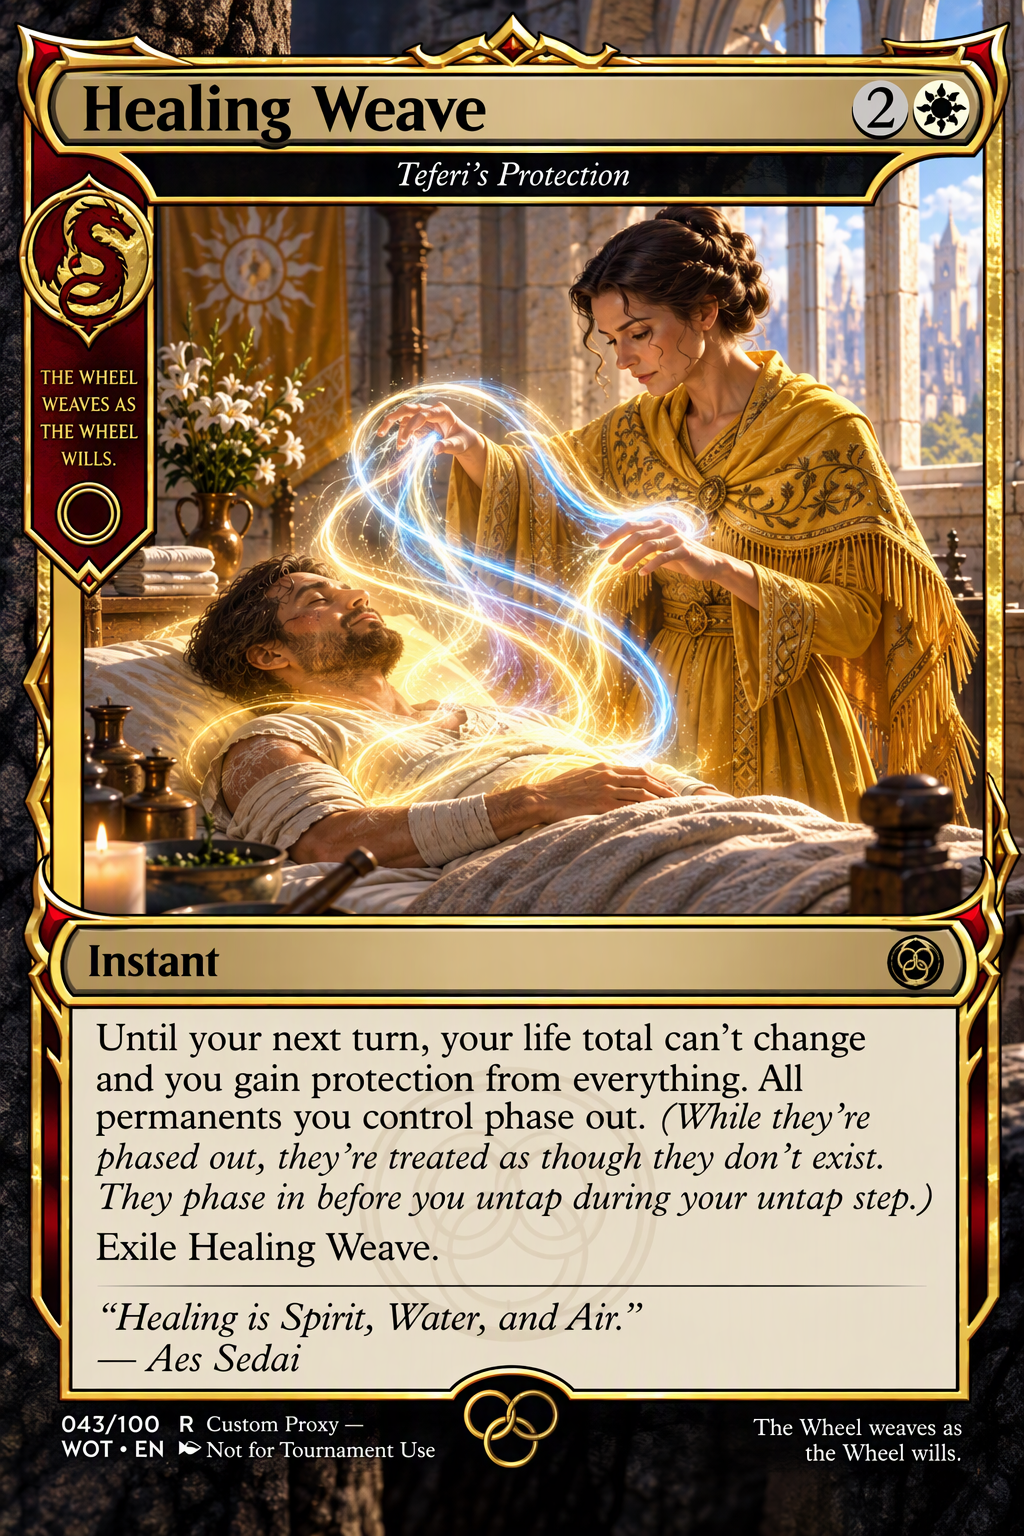 Healing Weave
2
Teferi's Protection
THE WHEEL
WEAVES AS
THE WHEEL
WILLS.
Instant
Until your next turn, your life total can't change
and you gain protection from everything. All
permanents you control phase out. (While they're
phased out, they're treated as though they don't exist.
They phase in before you untap during your untap step.)
Exile Healing Weave.
“Healing is Spirit, Water, and Air.”
— Aes Sedai
043/100 R Custom Proxy —
WOT • EN Not for Tournament Use
The Wheel weaves as
the Wheel wills.